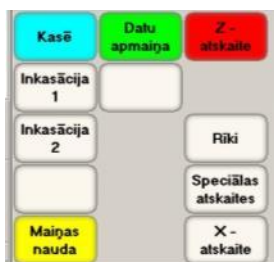 Kasē
Datu
apmaiņa
Z -
atskaite
Inkasācija
1
Inkasācija
2
Rīki
Speciālas
atskaites
Maiņas
nauda
X -
atskaite